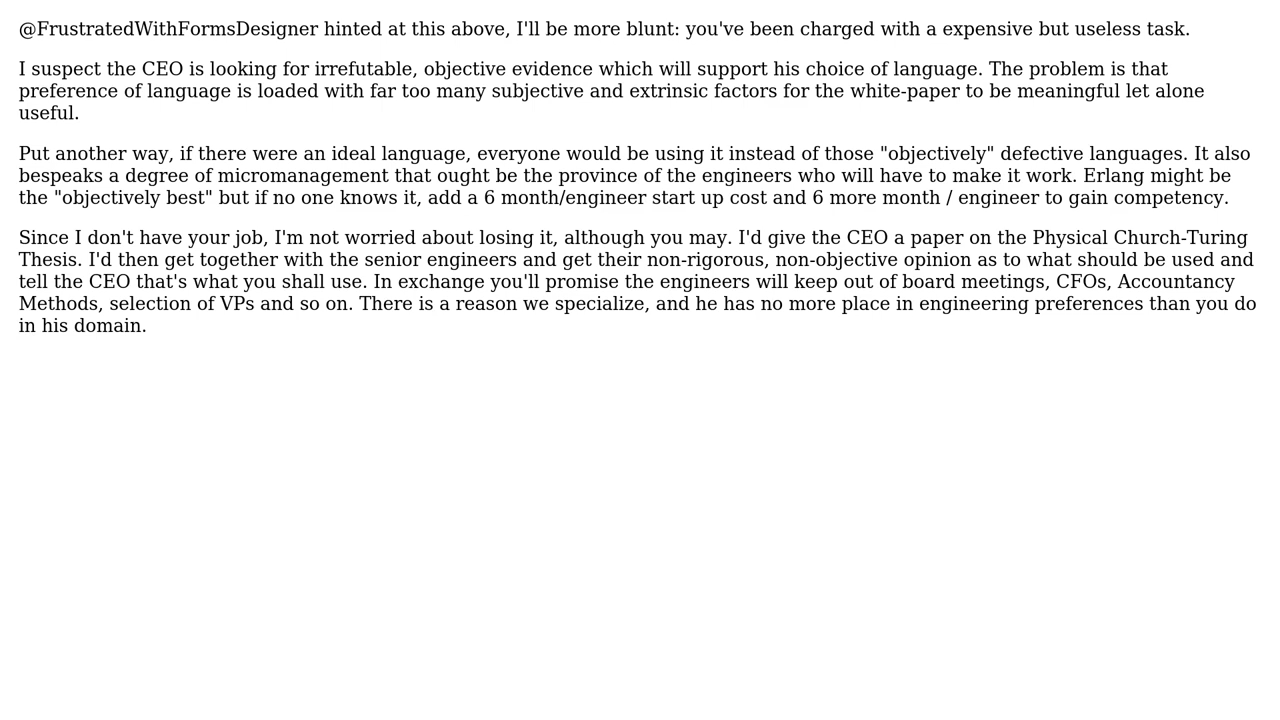 @FrustratedWithFormsDesigner hinted at this above, I'll be more blunt: you've been charged with a expensive but useless task.
I suspect the CEO is looking for irrefutable, objective evidence which will support his choice of language. The problem is that
preference of language is loaded with far too many subjective and extrinsic factors for the white-paper to be meaningful let alone
useful.
Put another way, if there were an ideal language, everyone would be using it instead of those "objectively" defective languages. It also
bespeaks a degree of micromanagement that ought be the province of the engineers who will have to make it work. Erlang might be
the "objectively best" but if no one knows it, add a 6 month/engineer start up cost and 6 more month / engineer to gain competency.
Since I don't have your job, I'm not worried about losing it, although you may. I'd give the CEO a paper on the Physical Church-Turing
Thesis. I'd then get together with the senior engineers and get their non-rigorous, non-objective opinion as to what should be used and
tell the CEO that's what you shall use. In exchange you'll promise the engineers will keep out of board meetings, CFOs, Accountancy
Methods, selection of VPs and so on. There is a reason we specialize, and he has no more place in engineering preferences than you do
in his domain.